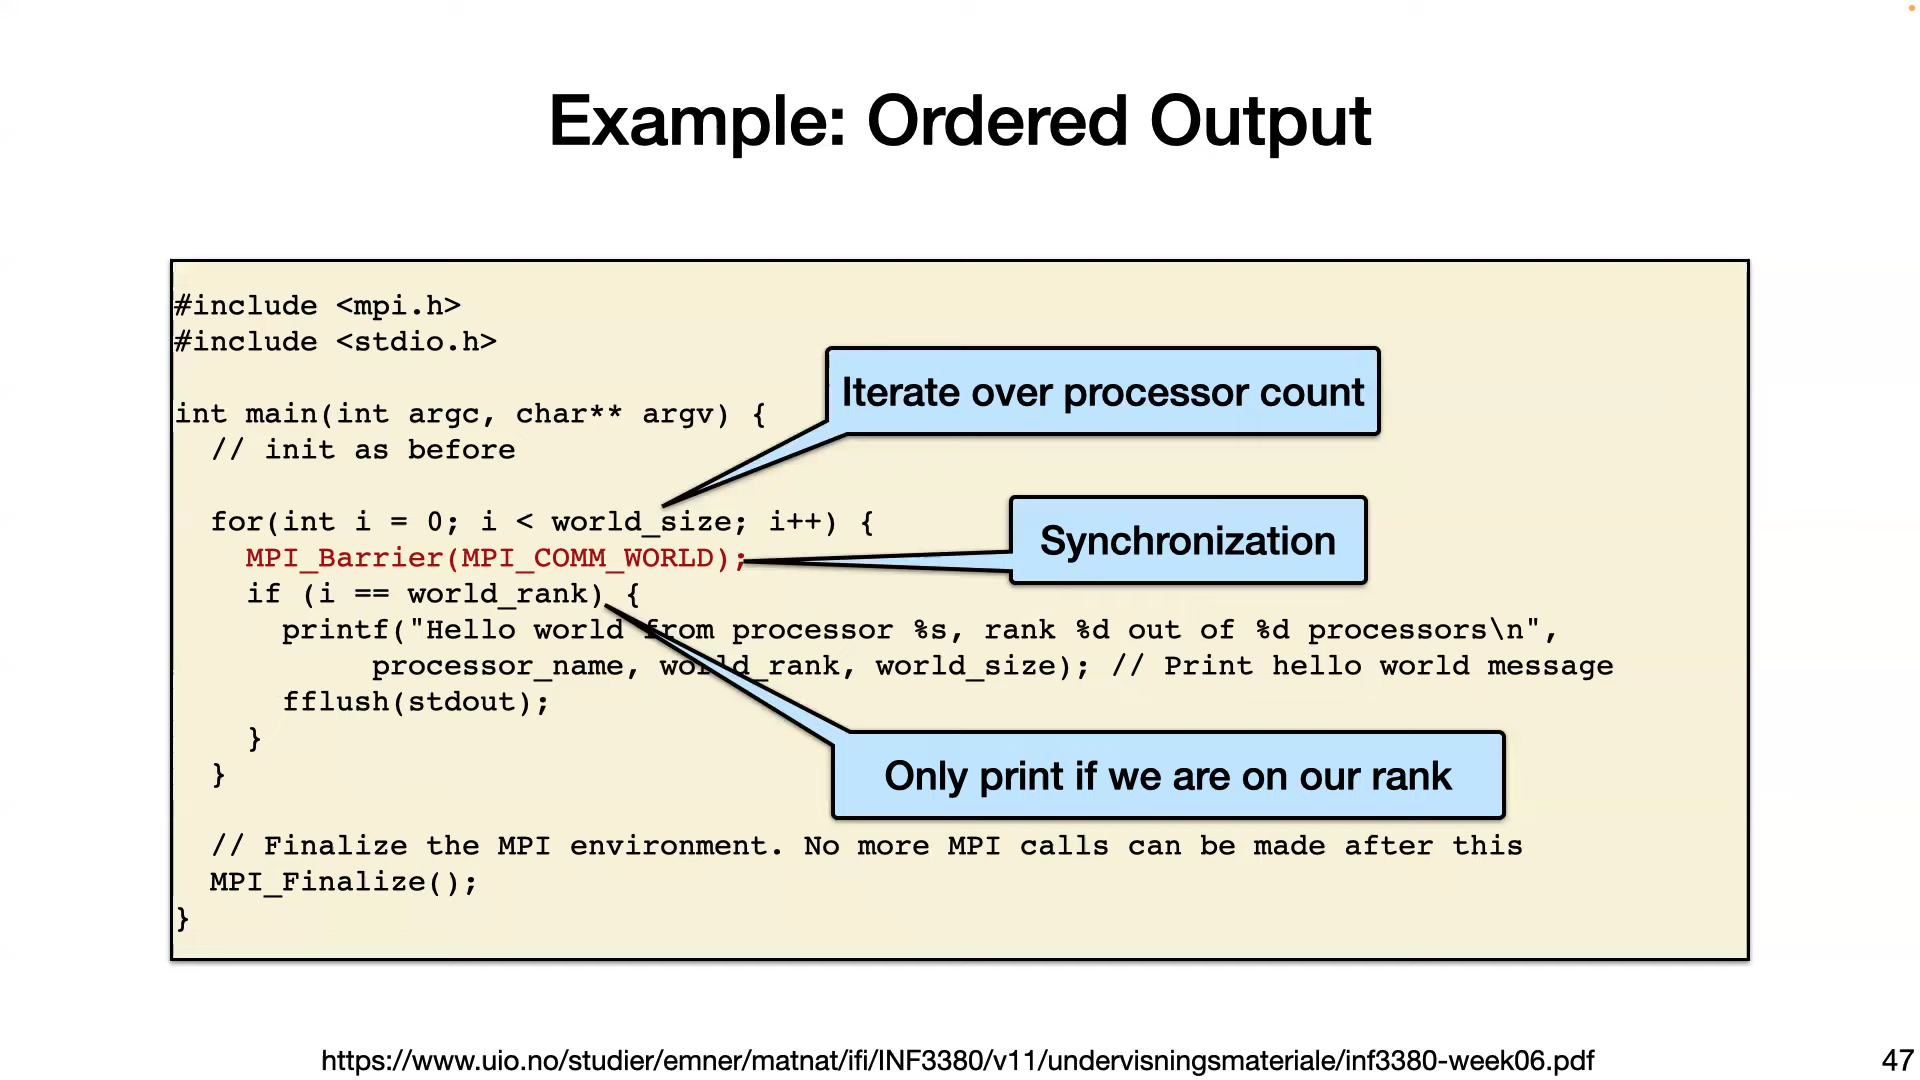 Example: Ordered Output
#include <mpi.h>
#include <stdio.h>
Iterate over processor count
int main(int argc, char** argv) {
// init as before
for(int i = 0; i < world_size; i++) {
Synchronization
MPI_Barrier(MPI_COMM_WORLD);
if (i == world_rank) {
printf("Hello world from processor %s, rank %d out of %d processors\n",
processor_name, world_rank, world_size); // Print hello world message
fflush(stdout);
}
Only print if we are on our rank
}
// Finalize the MPI environment. No more MPI calls can be made after this
MPI_Finalize();
}
https://www.uio.no/studier/emner/matnat/ifi/INF3380/v11/undervisningsmateriale/inf3380-week06.pdf
47